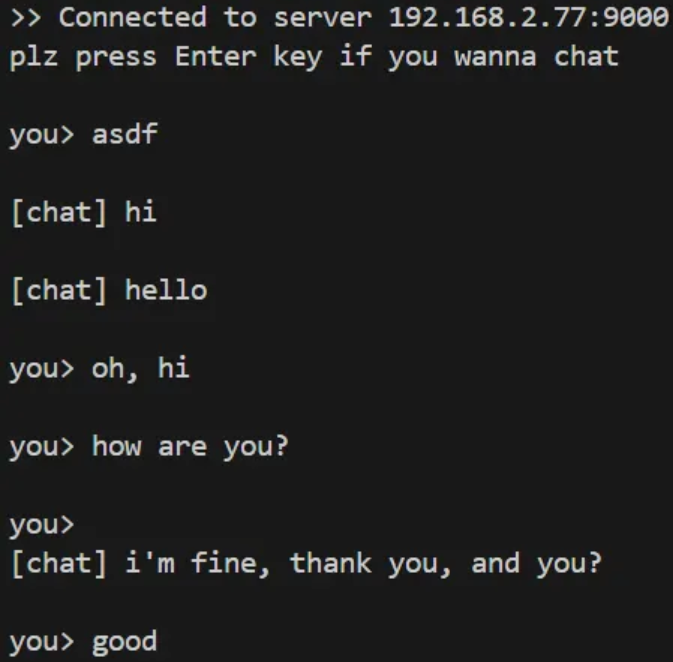 >> Connected to server 192.168.2.77:9000
plz press Enter key if you wanna chat
you> asdf
[chat] hi
[chat] hello
you> oh, hi
you> how are you?
you>
[chat] i'm fine, thank you, and you?
you> good